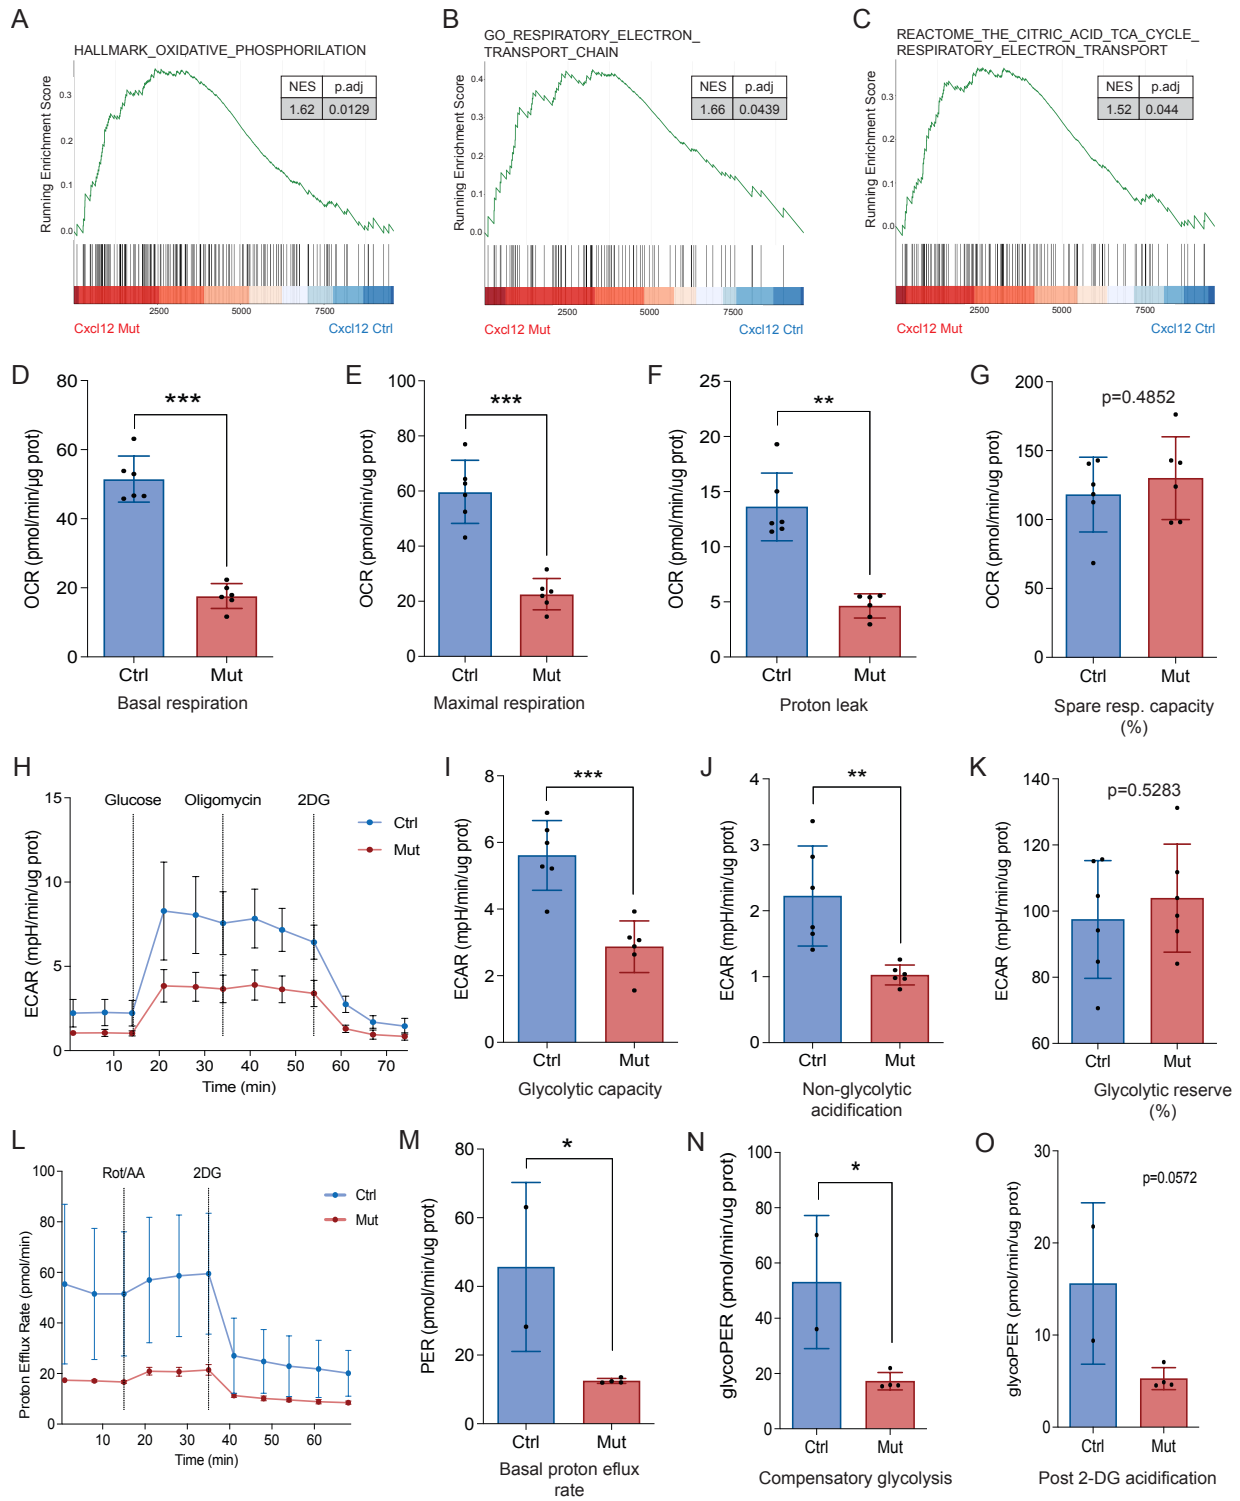 A
HALLMARK_OXIDATIVE_PHOSPHORILATION
Running Enrichment Score
0.3
0.2
0.1
0.0
NES p.adj
1.62 0.0129
2500 5000 7500
Cxcl12 Mut Cxcl12 Ctrl
B
GO_RESPIRATORY_ELECTRON_
TRANSPORT_CHAIN
Running Enrichment Score
0.4
0.3
0.2
0.1
0.0
NES p.adj
1.66 0.0439
2500 5000 7500
Cxcl12 Mut Cxcl12 Ctrl
C
REACTOME_THE_CITRIC_ACID_TCA_CYCLE_
RESPIRATORY_ELECTRON_TRANSPORT
Running Enrichment Score
0.3
0.2
0.1
0.0
NES p.adj
1.52 0.044
2500 5000 7500
Cxcl12 Mut Cxcl12 Ctrl
D
OCR (pmol/min/μg prot)
80
60
40
20
0
***
Ctrl Mut
Basal respiration
E
OCR (pmol/min/ug prot)
100
80
60
40
20
0
***
Ctrl Mut
Maximal respiration
F
OCR (pmol/min/ug prot)
25
20
15
10
5
0
**
Ctrl Mut
Proton leak
G
OCR (pmol/min/ug prot)
200
150
100
50
0
p=0.4852
Ctrl Mut
Spare resp. capacity
(%)
H
ECAR (mpH/min/ug prot)
15
10
5
0
Glucose Oligomycin 2DG
Ctrl
Mut
10 20 30 40 50 60 70
Time (min)
I
ECAR (mpH/min/ug prot)
8
6
4
2
0
***
Ctrl Mut
Glycolytic capacity
J
ECAR (mpH/min/ug prot)
4
3
2
1
0
**
Ctrl Mut
Non-glycolytic
acidification
K
ECAR (mpH/min/ug prot)
140
120
100
80
60
p=0.5283
Ctrl Mut
Glycolytic reserve
(%)
L
Proton Efflux Rate (pmol/min)
100
80
60
40
20
0
Rot/AA 2DG
Ctrl
Mut
10 20 30 40 50 60
Time (min)
M
PER (pmol/min/ug prot)
80
60
40
20
0
*
Ctrl Mut
Basal proton eflux
rate
N
glycoPER (pmol/min/ug prot)
100
80
60
40
20
0
*
Ctrl Mut
Compensatory glycolysis
O
glycoPER (pmol/min/ug prot)
30
20
10
0
p=0.0572
Ctrl Mut
Post 2-DG acidification